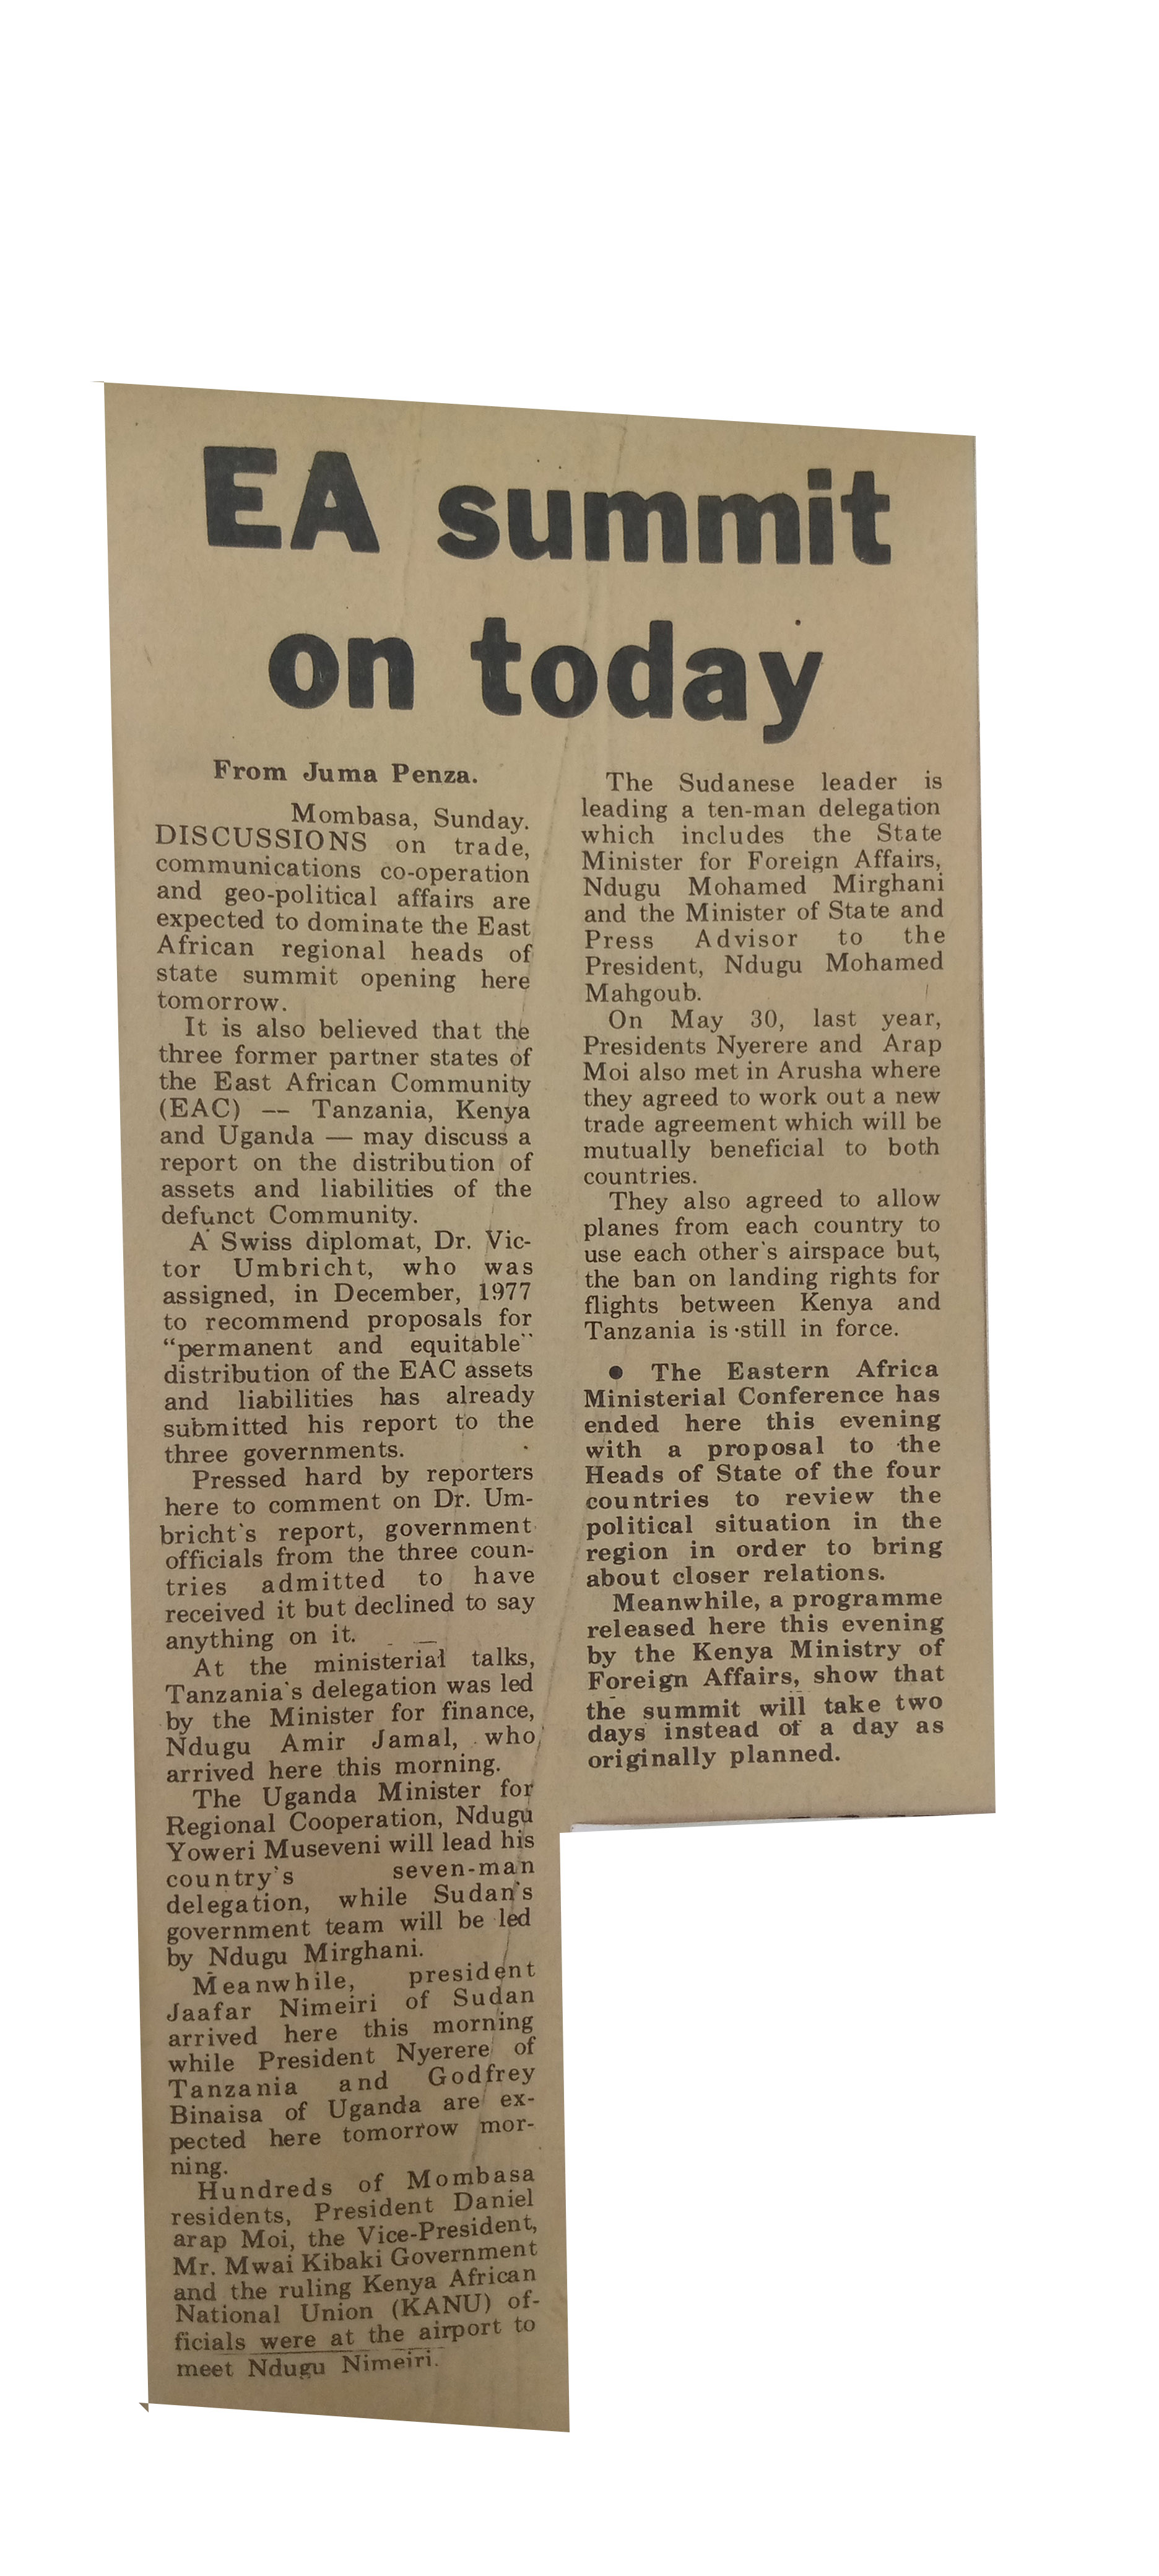 EA summit
on today
From Juma Penza.
Mombasa, Sunday.
DISCUSSIONS on trade,
communications co-operation
and geo-political affairs are
expected to dominate the East
African regional heads of
state summit opening here
tomorrow.
It is also believed that the
three former partner states of
the East African Community
(EAC) — Tanzania, Kenya
and Uganda — may discuss a
report on the distribution of
assets and liabilities of the
defunct Community.
A Swiss diplomat, Dr. Vic-
tor Umbricht, who was
assigned, in December, 1977
to recommend proposals for
“permanent and equitable”
distribution of the EAC assets
and liabilities has already
submitted his report to the
three governments.
Pressed hard by reporters
here to comment on Dr. Um-
bricht's report, government
officials from the three coun-
tries admitted to have
received it but declined to say
anything on it.
At the ministerial talks,
Tanzania's delegation was led
by the Minister for finance,
Ndugu Amir Jamal, who
arrived here this morning.
The Uganda Minister for
Regional Cooperation, Ndugu
Yoweri Museveni will lead his
country's seven-man
delegation, while Sudan's
government team will be led
by Ndugu Mirghani.
Meanwhile, president
Jaafar Nimeiri of Sudan
arrived here this morning
while President Nyerere of
Tanzania and Godfrey
Binaisa of Uganda are ex-
pected here tomorrow mor-
ning.
Hundreds of Mombasa
residents, President Daniel
arap Moi, the Vice-President,
Mr. Mwai Kibaki Government
and the ruling Kenya African
National Union (KANU) of-
ficials were at the airport to
meet Ndugu Nimeiri.
The Sudanese leader is
leading a ten-man delegation
which includes the State
Minister for Foreign Affairs,
Ndugu Mohamed Mirghani
and the Minister of State and
Press Advisor to the
President, Ndugu Mohamed
Mahgoub.
On May 30, last year,
Presidents Nyerere and Arap
Moi also met in Arusha where
they agreed to work out a new
trade agreement which will be
mutually beneficial to both
countries.
They also agreed to allow
planes from each country to
use each other's airspace but,
the ban on landing rights for
flights between Kenya and
Tanzania is still in force.
● The Eastern Africa
Ministerial Conference has
ended here this evening
with a proposal to the
Heads of State of the four
countries to review the
political situation in the
region in order to bring
about closer relations.
Meanwhile, a programme
released here this evening
by the Kenya Ministry of
Foreign Affairs, show that
the summit will take two
days instead of a day as
originally planned.